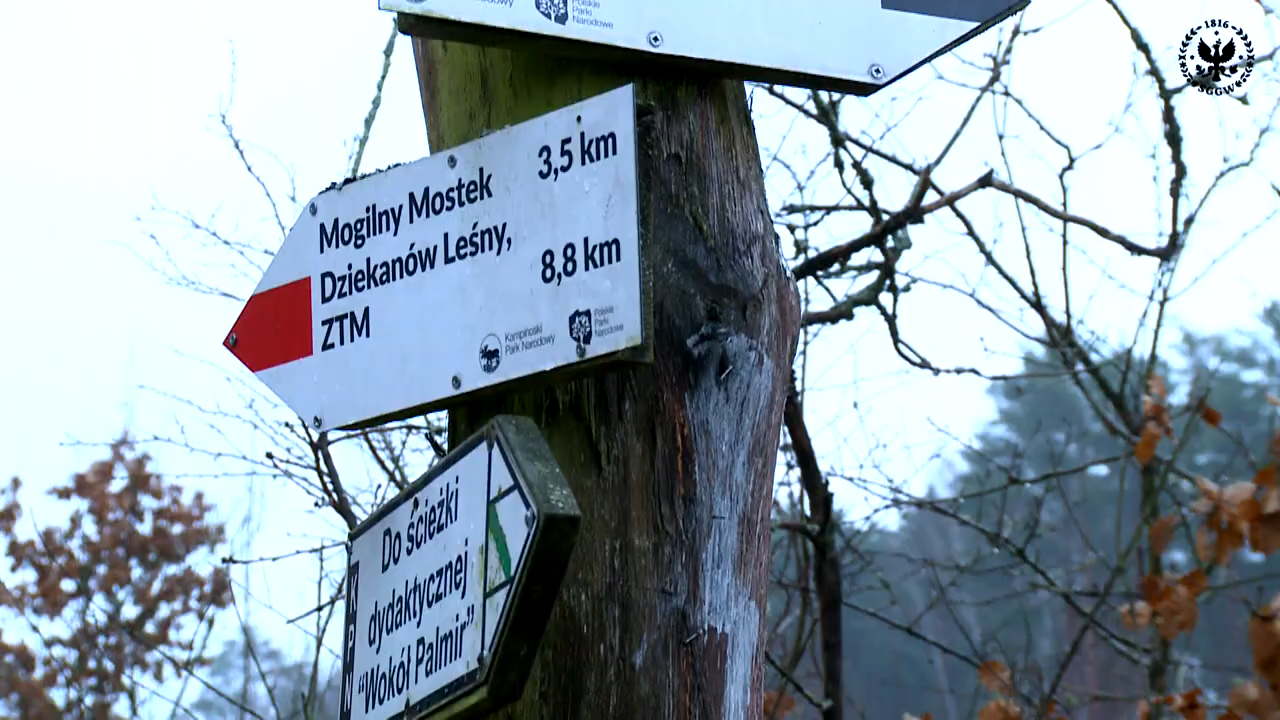 Polskie
Parki
Narodowe
1816
SGGW
Mogilny Mostek 3,5 km
Dziekanów Leśny,
ZTM 8,8 km
Kampinoski
Park Narodowy
Polskie
Parki
Narodowe
Do ścieżki
dydaktycznej
“Wokół Palmir”
KPN